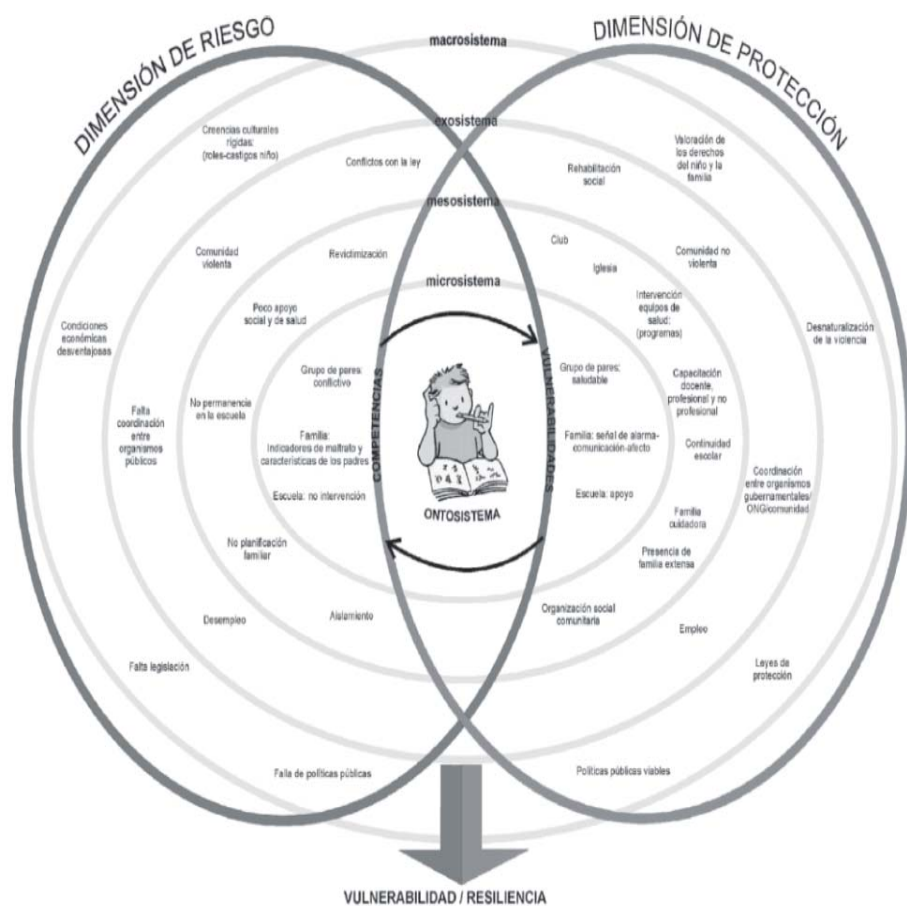 DIMENSIÓN DE RIESGO
DIMENSIÓN DE PROTECCIÓN
macrosistema
exosistema
mesosistema
microsistema
Creencias culturales
rígidas:
(roles-castigos niño)
Conflictos con la ley
Comunidad
violenta
Revictimización
Poco apoyo
social y de salud
Condiciones
económicas
desventajosas
Grupo de pares:
conflictivo
No permanencia
en la escuela
Falta
coordinación
entre
organismos
públicos
Familia:
Indicadores de maltrato y
características de los padres
Escuela: no intervención
No planificación
familiar
Desempleo
Aislamiento
Falta legislación
Falla de políticas públicas
COMPETENCIAS
VULNERABILIDADES
ONTOSISTEMA
Rehabilitación
social
Valoración de
los derechos
del niño y la
familia
Club
Iglesia
Comunidad no
violenta
Intervención
equipos de
salud:
(programas)
Desnaturalización
de la violencia
Grupo de pares:
saludable
Capacitación
docente,
profesional y no
profesional
Familia: señal de alarma-
comunicación-afecto
Continuidad
escolar
Coordinación
entre organismos
gubernamentales/
ONG/comunidad
Escuela: apoyo
Familia
cuidadora
Presencia de
familia extensa
Organización social
comunitaria
Empleo
Leyes de
protección
Políticas públicas viables
VULNERABILIDAD / RESILIENCIA